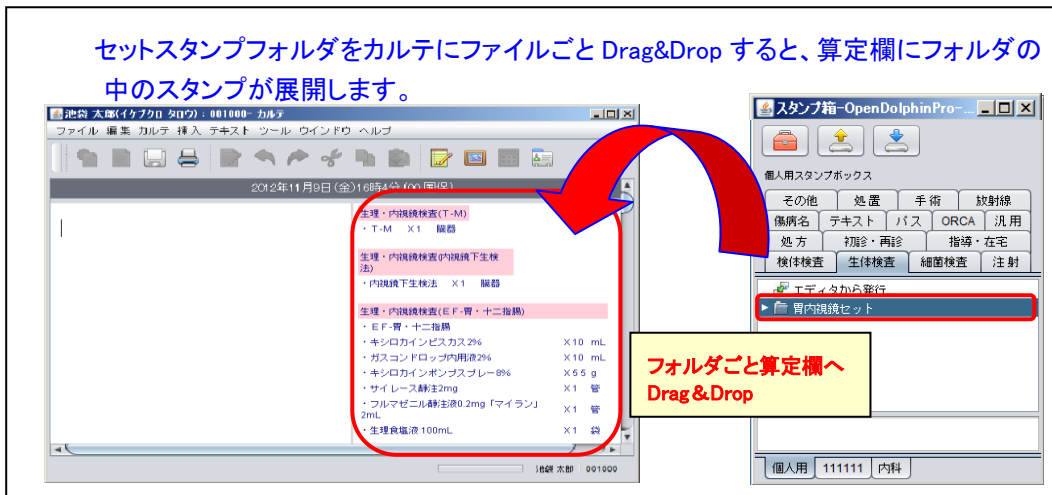 セットスタンプフォルダをカルテにファイルごと Drag&Drop すると、算定欄にフォルダの
中のスタンプが展開します。
池袋 太郎(イケブクロ タロウ) : 001000- カルテ
ファイル 編集 カルテ 挿入 テキスト ツール ウインドウ ヘルプ
2012年11月9日 (金)16時4分 (00 国保)
生理・内視鏡検査(T-M)
・T-M X1 臓器
生理・内視鏡検査(内視鏡下生検
法)
・内視鏡下生検法 X1 臓器
生理・内視鏡検査(EF-胃・十二指腸)
・EF-胃・十二指腸
・キシロカインビスカス2% X10 mL
・ガスコンドロップ内用液2% X10 mL
・キシロカインポンプスプレー8% X55 g
・サイレース静注2mg X1 管
・フルマゼニル静注液0.2mg「マイラン」
2mL X1 管
・生理食塩液 100mL X1 袋
池袋 太郎 001000
スタンプ箱-OpenDolphinPro-...
個人用スタンプボックス
その他 処置 手術 放射線
傷病名 テキスト パス ORCA 汎用
処方 初診・再診 指導・在宅
検体検査 生体検査 細菌検査 注射
エディタから発行
胃内視鏡セット
フォルダごと算定欄へ
Drag&Drop
個人用 111111 内科